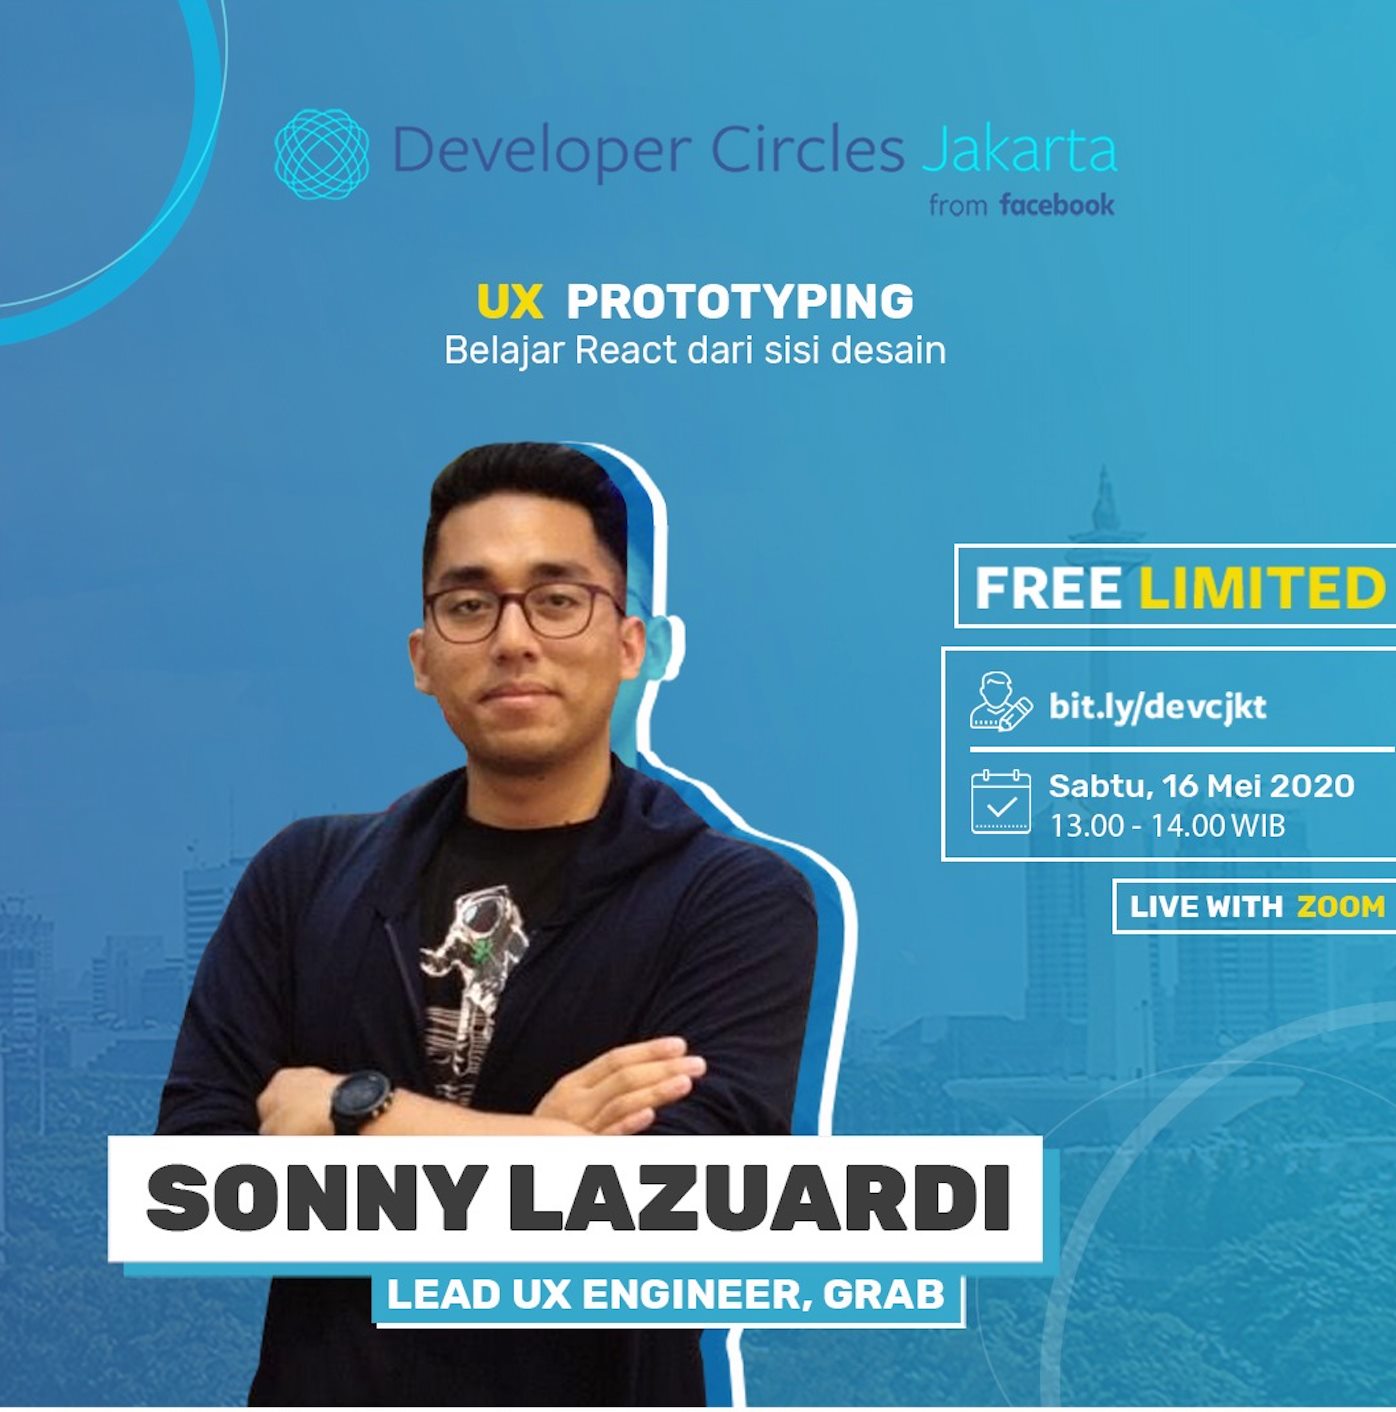 Developer Circles Jakarta
from facebook
UX PROTOTYPING
Belajar React dari sisi desain
FREE LIMITED
bit.ly/devcjkt
Sabtu, 16 Mei 2020
13.00 - 14.00 WIB
LIVE WITH ZOOM
SONNY LAZUARDI
LEAD UX ENGINEER, GRAB